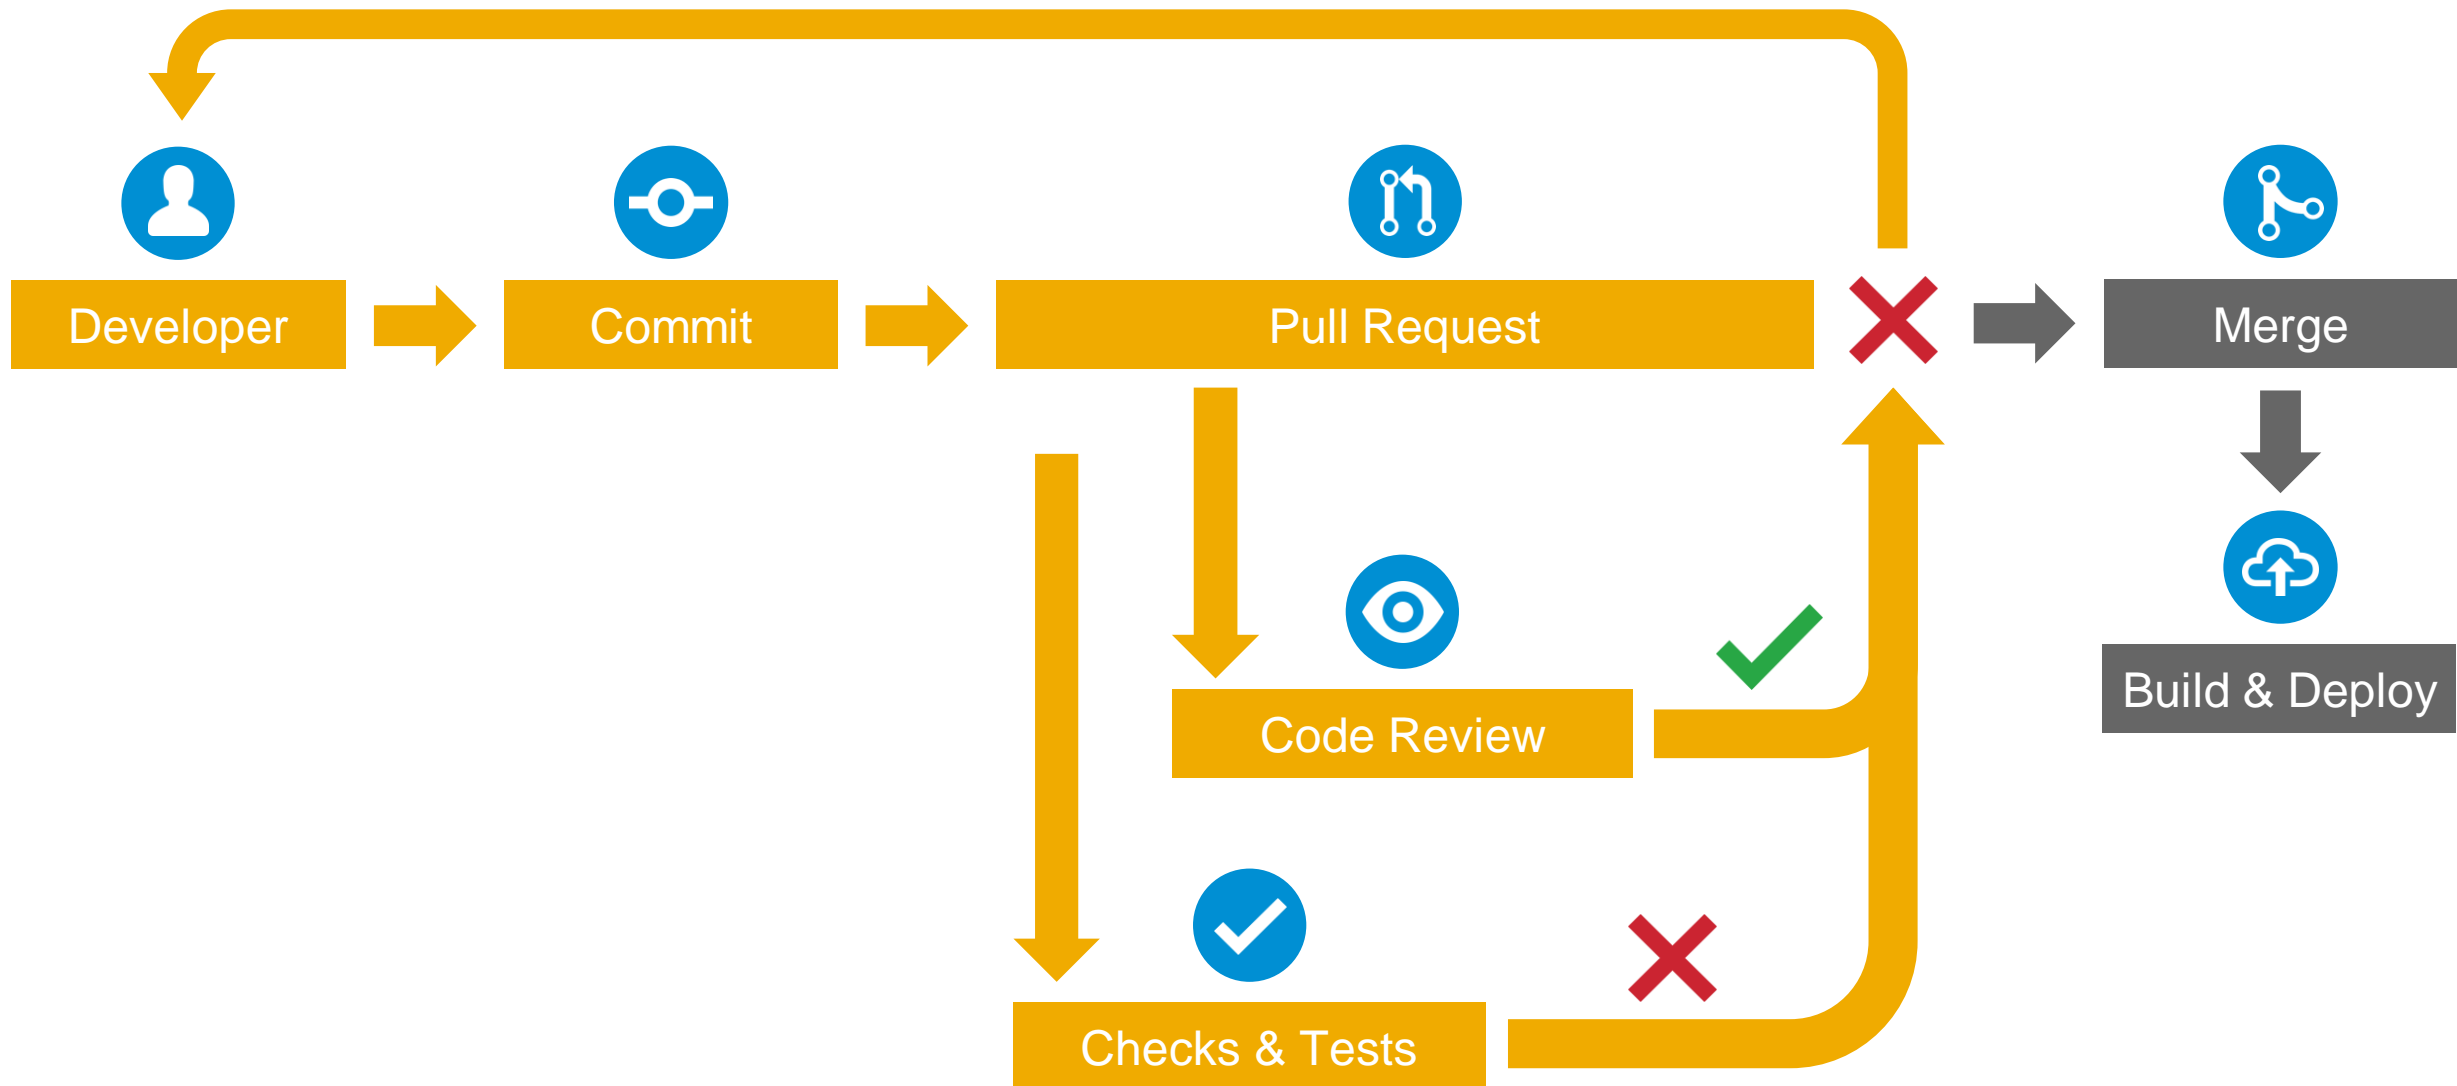 Developer
Commit
Pull Request
Merge
Code Review
Build & Deploy
Checks & Tests